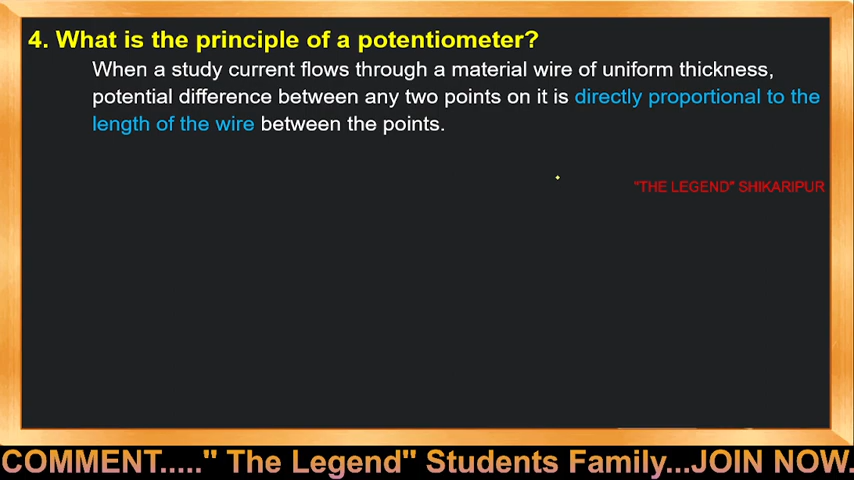 4. What is the principle of a potentiometer?
When a study current flows through a material wire of uniform thickness,
potential difference between any two points on it is directly proportional to the
length of the wire between the points.
"THE LEGEND" SHIKARIPUR
COMMENT....." The Legend" Students Family...JOIN NOW.